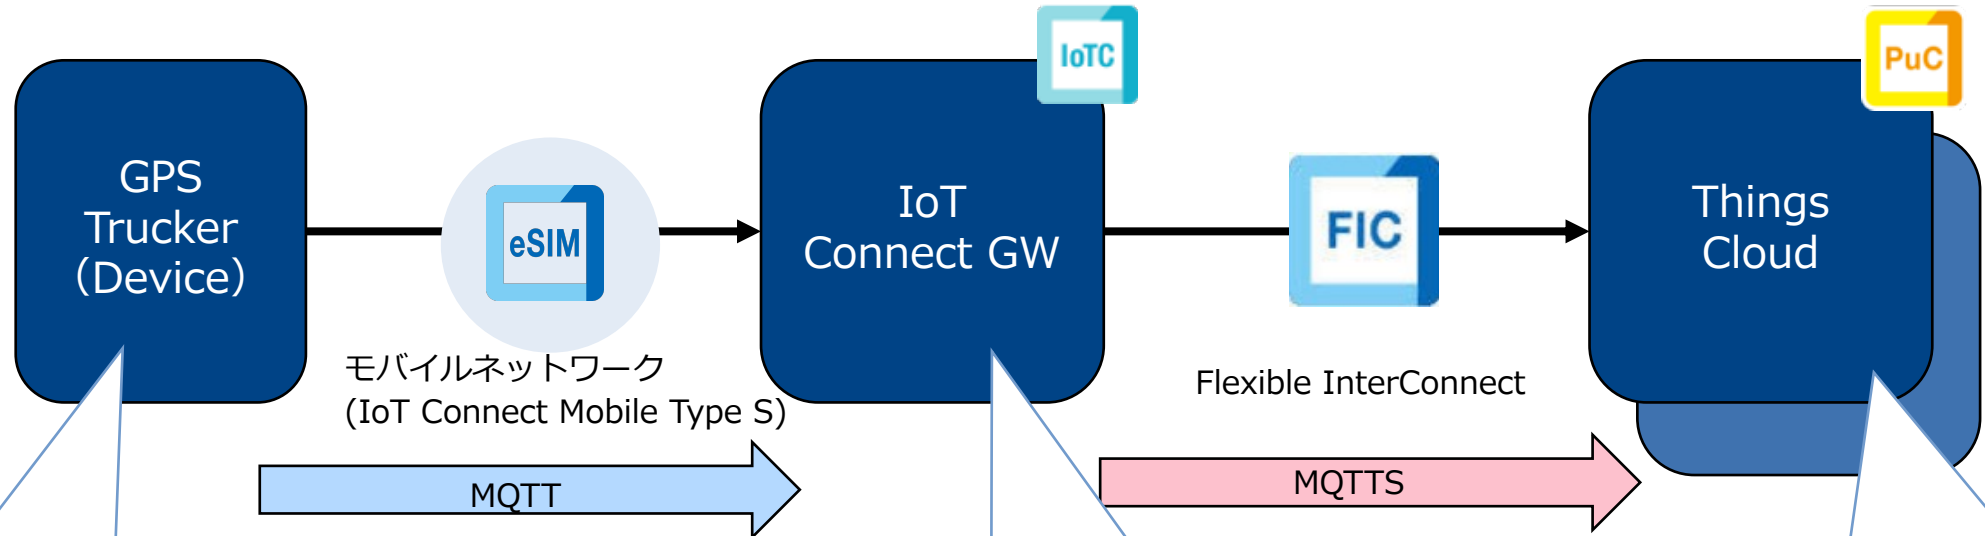 GPS
Trucker
(Device)
eSIM
モバイルネットワーク
(IoT Connect Mobile Type S)
MQTT
IoTC
IoT
Connect GW
FIC
Flexible InterConnect
MQTTS
PuC
Things
Cloud